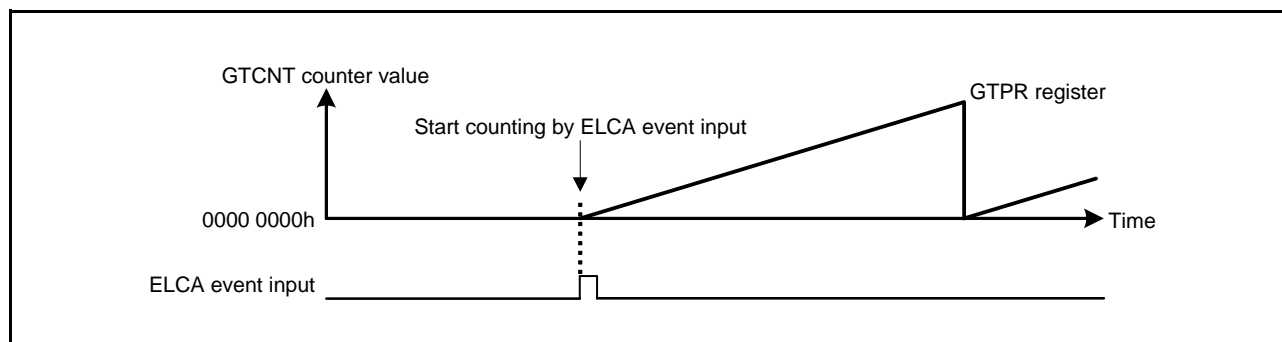 GTCNT counter value
GTPR register
Start counting by ELCA event input
0000 0000h
Time
ELCA event input